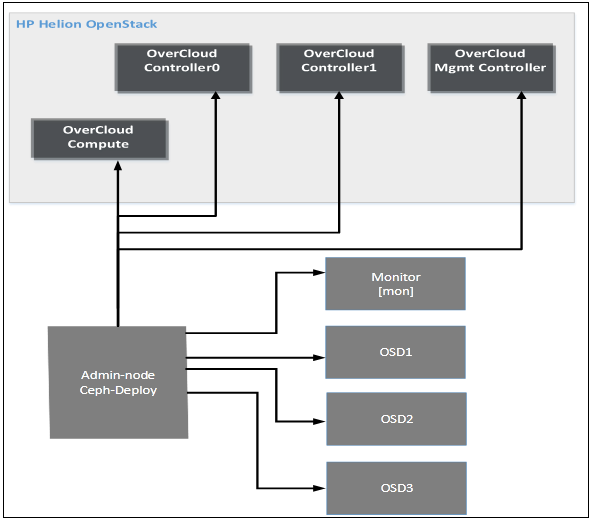 HP Helion OpenStack
OverCloud
Controller0
OverCloud
Controller1
OverCloud
Mgmt Controller
OverCloud
Compute
Monitor
[mon]
Admin-node
Ceph-Deploy
OSD1
OSD2
OSD3